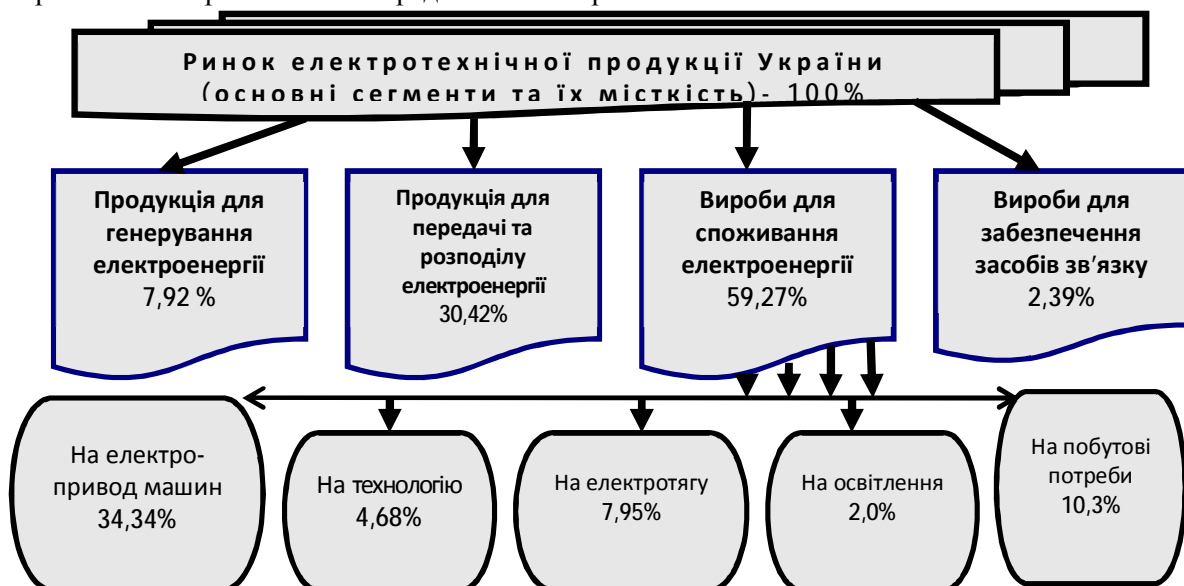 Ринок електротехнічної продукції України
(основні сегменти та їх місткість)- 100%
Продукція для
генерування
електроенергії
7,92 %
Продукція для
передачі та
розподілу
електроенергії
30,42%
Вироби для
споживання
електроенергії
59,27%
Вироби для
забезпечення
засобів зв’язку
2,39%
На електро-
привод машин
34,34%
На технологію
4,68%
На електротягу
7,95%
На освітлення
2,0%
На побутові
потреби
10,3%